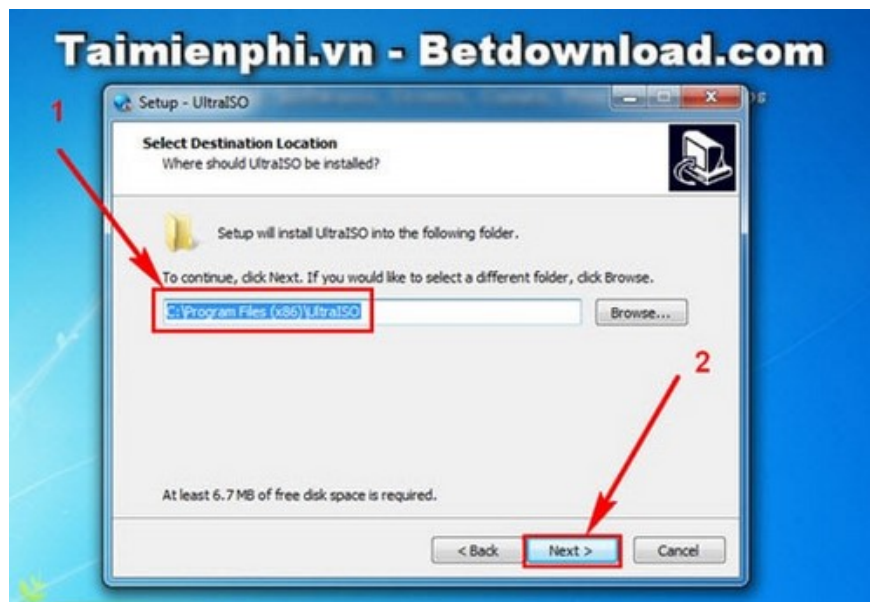 Taimienphi.vn - Betdownload.com
1
Setup - UltraISO
Select Destination Location
Where should UltraISO be installed?
Setup will install UltraISO into the following folder.
To continue, click Next. If you would like to select a different folder, click Browse.
C:\Program Files (x86)\UltraISO
Browse...
2
At least 6.7 MB of free disk space is required.
< Back
Next >
Cancel